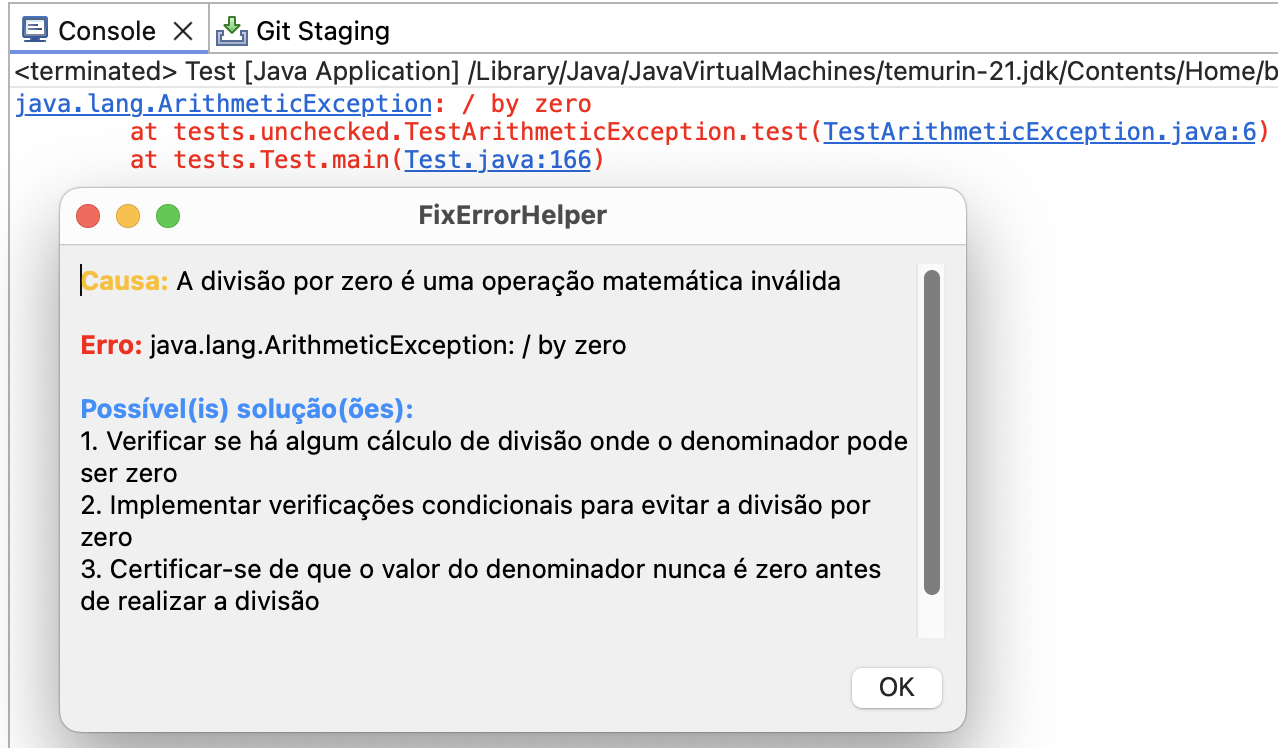 Console Git Staging
<terminated> Test [Java Application] /Library/Java/JavaVirtualMachines/temurin-21.jdk/Contents/Home/b
java.lang.ArithmeticException: / by zero
at tests.unchecked.TestArithmeticException.test(TestArithmeticException.java:6)
at tests.Test.main(Test.java:166)
FixErrorHelper
Causa: A divisão por zero é uma operação matemática inválida
Erro: java.lang.ArithmeticException: / by zero
Possível(is) solução(ões):
1. Verificar se há algum cálculo de divisão onde o denominador pode
ser zero
2. Implementar verificações condicionais para evitar a divisão por
zero
3. Certificar-se de que o valor do denominador nunca é zero antes
de realizar a divisão
OK